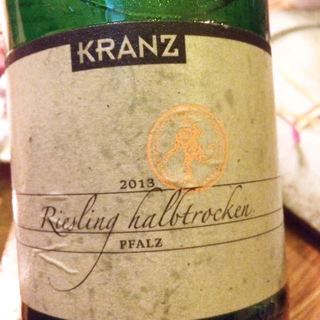 KRANZ
2013
Riesling halbtrocken.
PFALZ